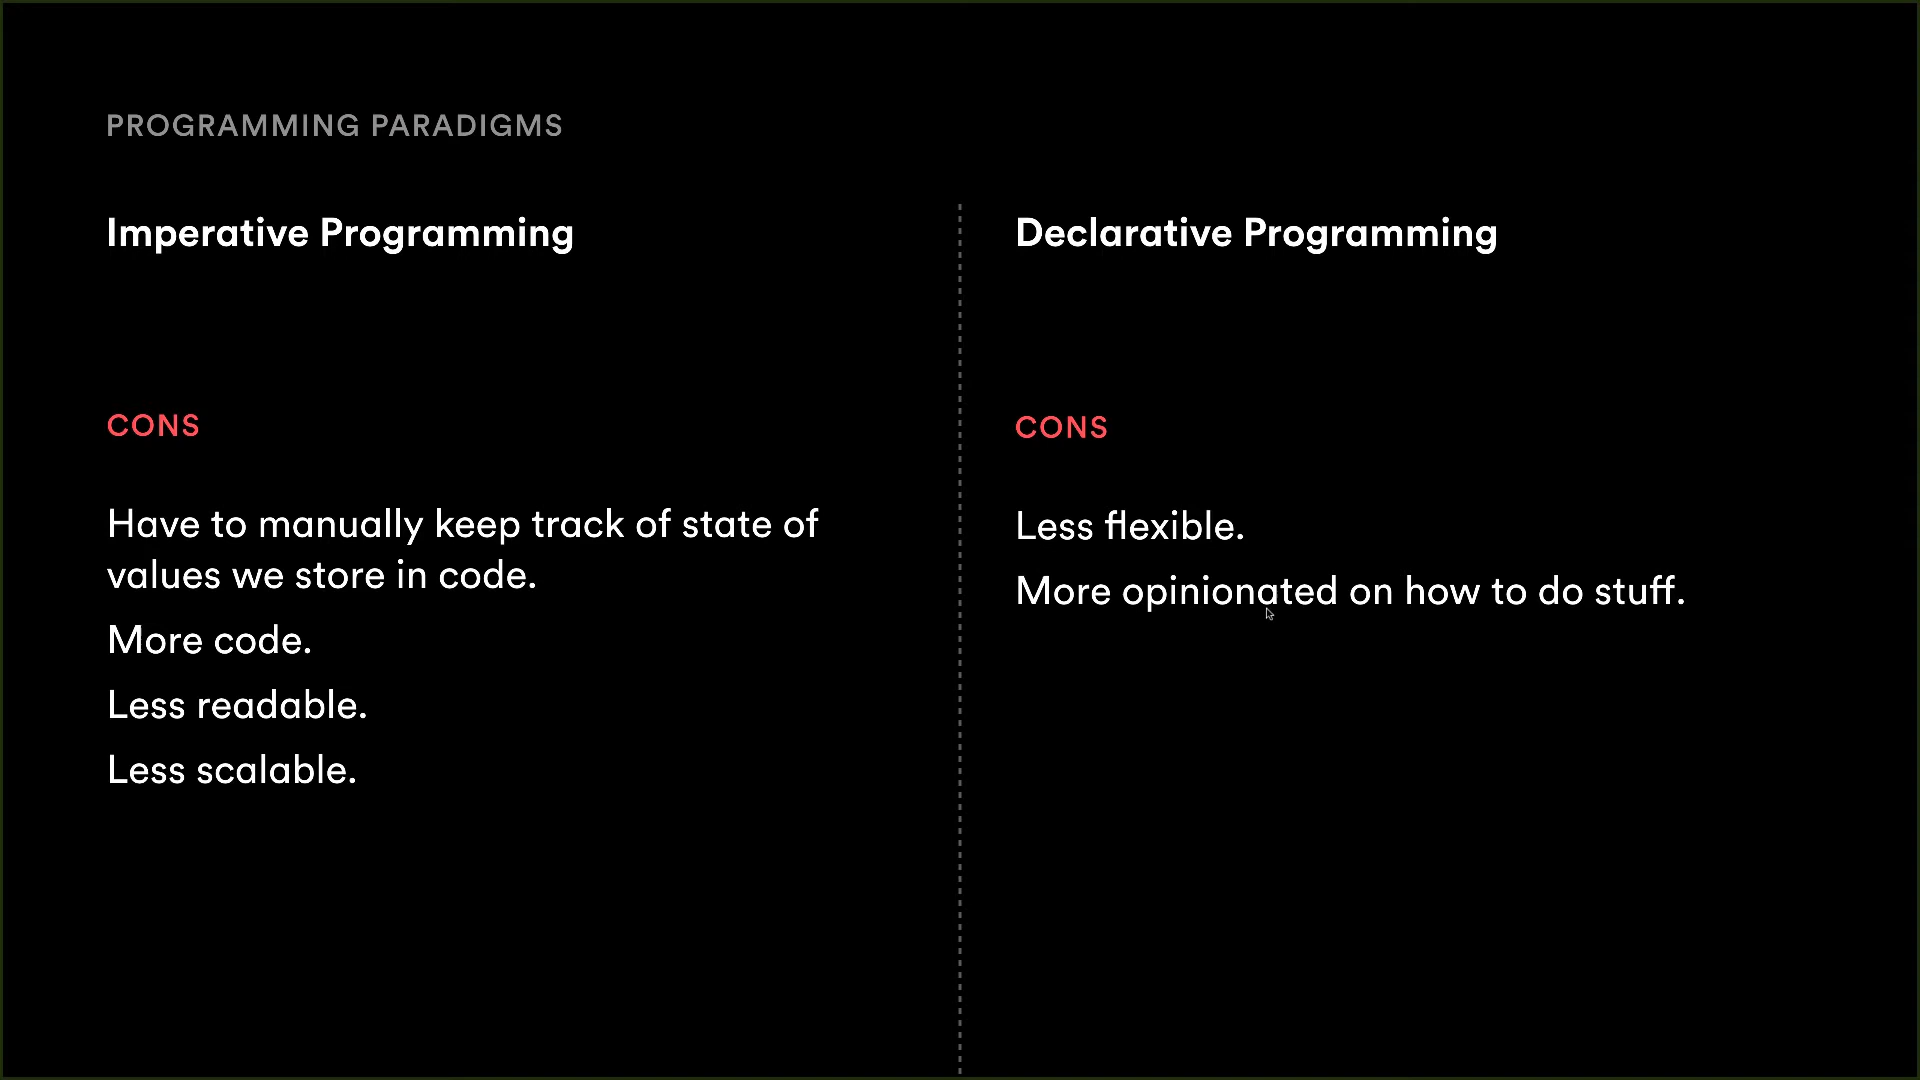 PROGRAMMING PARADIGMS
Imperative Programming
CONS
Have to manually keep track of state of
values we store in code.
More code.
Less readable.
Less scalable.
Declarative Programming
CONS
Less flexible.
More opinionated on how to do stuff.